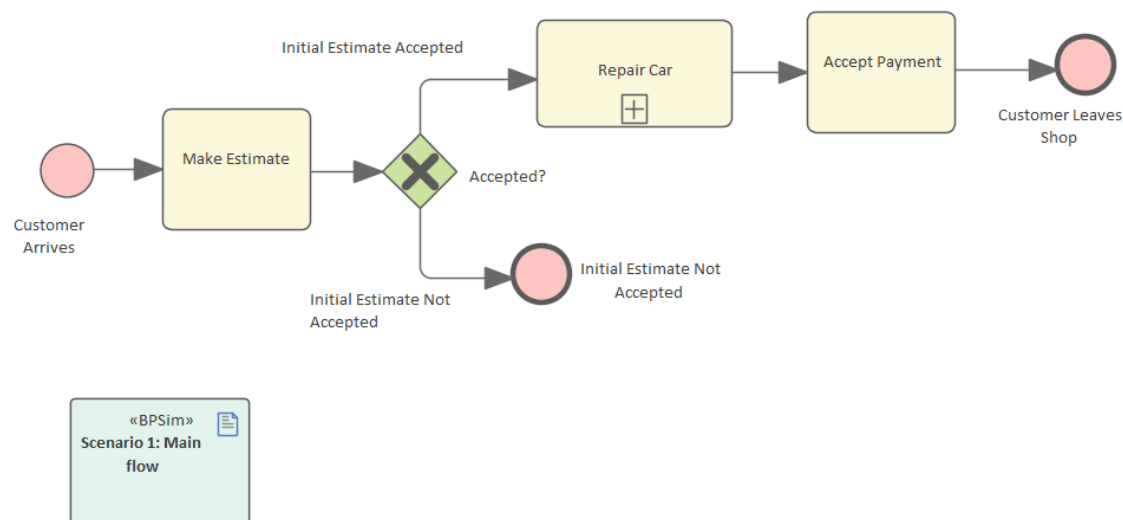 Initial Estimate Accepted
Repair Car
Accept Payment
Customer Leaves
Shop
Make Estimate
Accepted?
Customer
Arrives
Initial Estimate Not
Accepted
Initial Estimate Not
Accepted
«BPSim»
Scenario 1: Main
flow